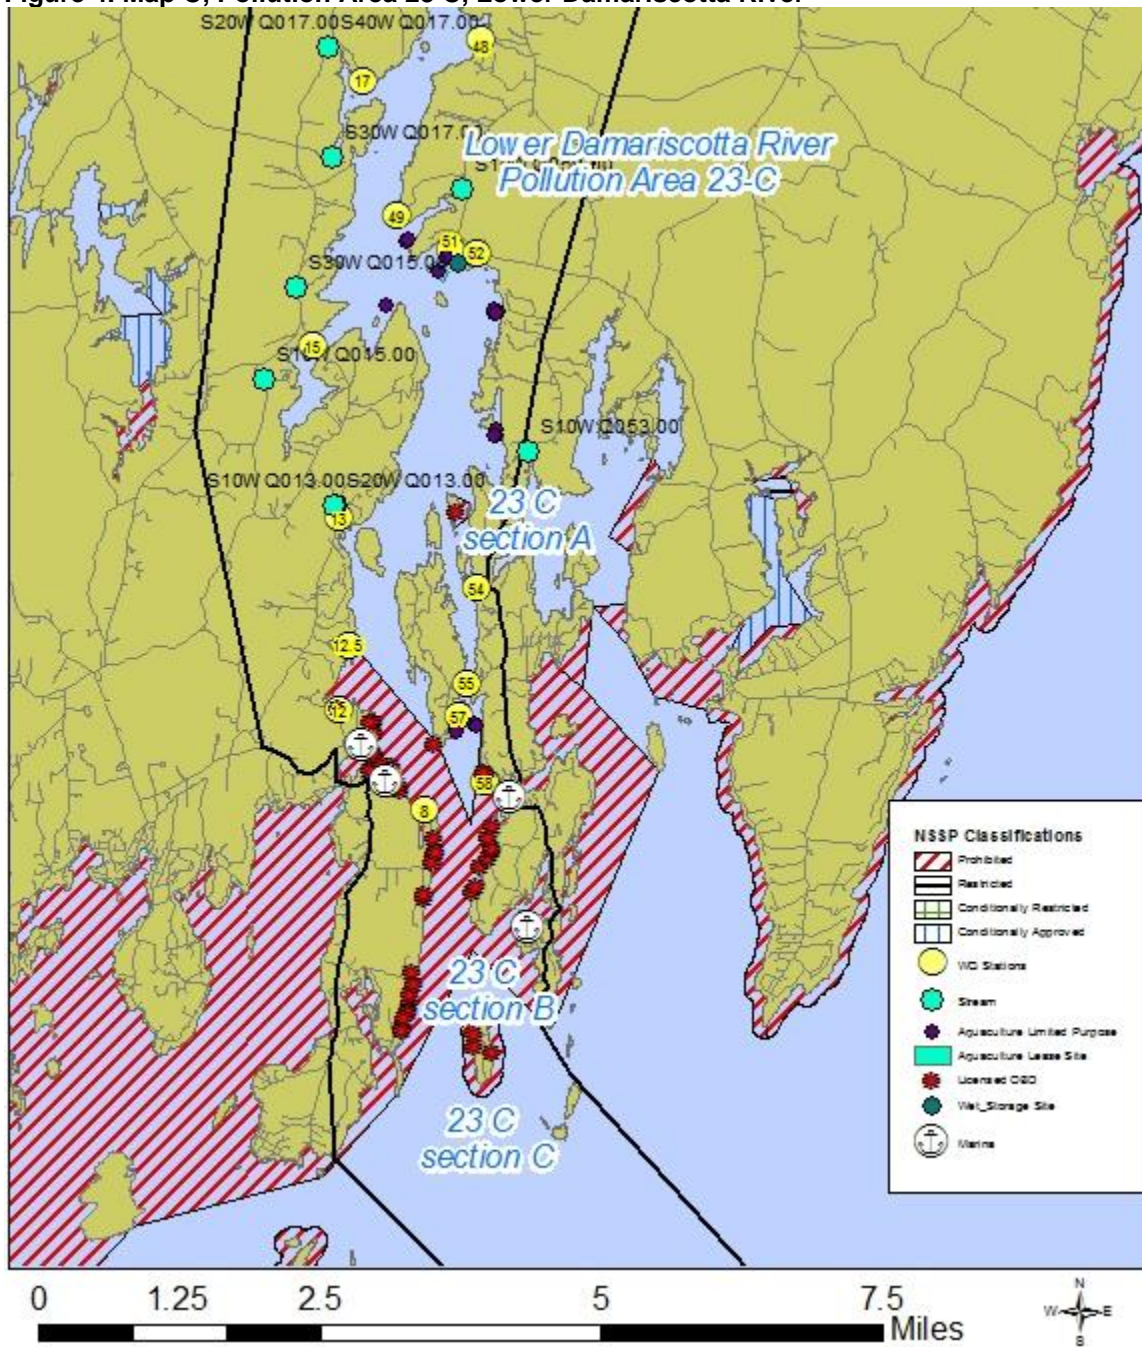 Figure 4. Map C, Pollution Area 23 C, Lower Damariscotta River
S20W Q017.00S40W Q017.00
48
17
S30W Q017.00
Lower Damariscotta River
Pollution Area 23-C
49
51
52
S30W Q015.00
15
S10W Q015.00
S10W Q053.00
S10W Q013.00S20W Q013.00
13
23 C
section A
54
12.5
55
12
57
58
8
23 C
section B
23 C
section C
NSSP Classifications
Prohibited
Restricted
Conditionally Restricted
Conditionally Approved
WQ Stations
Stream
Aquaculture Limited Purpose
Aquaculture Lease Site
Licensed OBD
Wet_Storage Site
Marina
0 1.25 2.5 5 7.5
Miles
N
W E
S